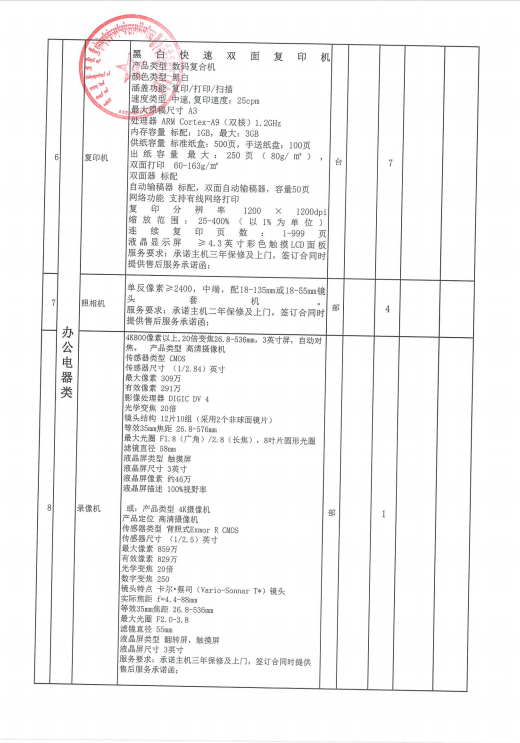 办公电器类
6
复印机
黑白快速双面复印机
产品类型 数码复合机
颜色类型 黑白
涵盖功能 复印/打印/扫描
速度类型 中速,复印速度：25cpm
最大原稿尺寸 A3
处理器 ARM Cortex-A9（双核）1.2GHz
内存容量 标配：1GB，最大：3GB
供纸容量 标准纸盒：500页，手送纸盘：100页
出纸容量 最大：250页（80g/㎡），
双面打印 60-163g/㎡
双面器 标配
自动输稿器 标配，双面自动输稿器，容量50页
网络功能 支持有线网络打印
复印分辨率 1200×1200dpi
缩放范围：25-400%（以1%为单位）
连续复印页数：1-999页
液晶显示屏 ≥4.3英寸彩色触摸LCD面板
服务要求：承诺主机三年保修及上门，签订合同时
提供售后服务承诺函；
台
7
7
照相机
单反像素≥2400，中端，配18-135mm或18-55mm镜
头套机。
服务要求：承诺主机二年保修及上门，签订合同时
提供售后服务承诺函；
部
4
8
录像机
4K800像素以上，20倍变焦26.8-536mm，3英寸屏，自动对
焦。 产品类型 高清摄像机
传感器类型 CMOS
传感器尺寸 （1/2.84）英寸
最大像素 309万
有效像素 291万
影像处理器 DIGIC DV 4
光学变焦 20倍
镜头结构 12片10组（采用2个非球面镜片）
等效35mm焦距 26.8-576mm
最大光圈 F1.8（广角）/2.8（长焦），8叶片圆形光圈
滤镜直径 58mm
液晶屏类型 触摸屏
液晶屏尺寸 3英寸
液晶屏像素 约46万
液晶屏描述 100%视野率
或：产品类型 4K摄像机
产品定位 高清摄像机
传感器类型 背照式Exmor R CMOS
传感器尺寸 （1/2.5）英寸
最大像素 859万
有效像素 829万
光学变焦 20倍
数字变焦 250
镜头特点 卡尔•蔡司（Vario-Sonnar T*）镜头
实际焦距 f=4.4-88mm
等效35mm焦距 26.8-536mm
最大光圈 F2.0-3.8
滤镜直径 55mm
液晶屏类型 翻转屏，触摸屏
液晶屏尺寸 3英寸
服务要求：承诺主机三年保修及上门，签订合同时提供
售后服务承诺函；
部
1